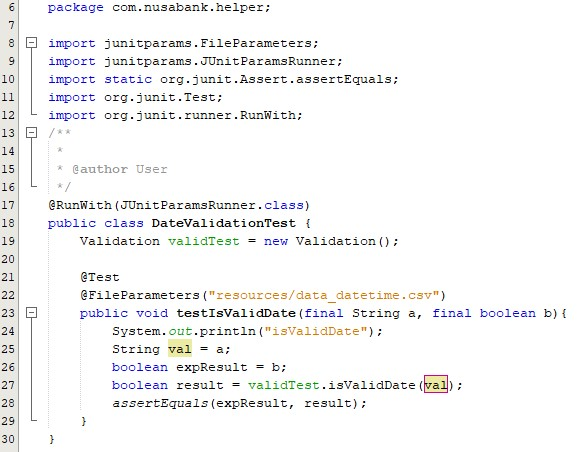 6 package com.nusabank.helper;
7
8 import junitparams.FileParameters;
9 import junitparams.JUnitParamsRunner;
10 import static org.junit.Assert.assertEquals;
11 import org.junit.Test;
12 import org.junit.runner.RunWith;
13 /**
14 *
15 * @author User
16 */
17 @RunWith(JUnitParamsRunner.class)
18 public class DateValidationTest {
19 Validation validTest = new Validation();
20
21 @Test
22 @FileParameters("resources/data_datetime.csv")
23 public void testIsValidDate(final String a, final boolean b){
24 System.out.println("isValidDate");
25 String val = a;
26 boolean expResult = b;
27 boolean result = validTest.isValidDate(val);
28 assertEquals(expResult, result);
29 }
30 }